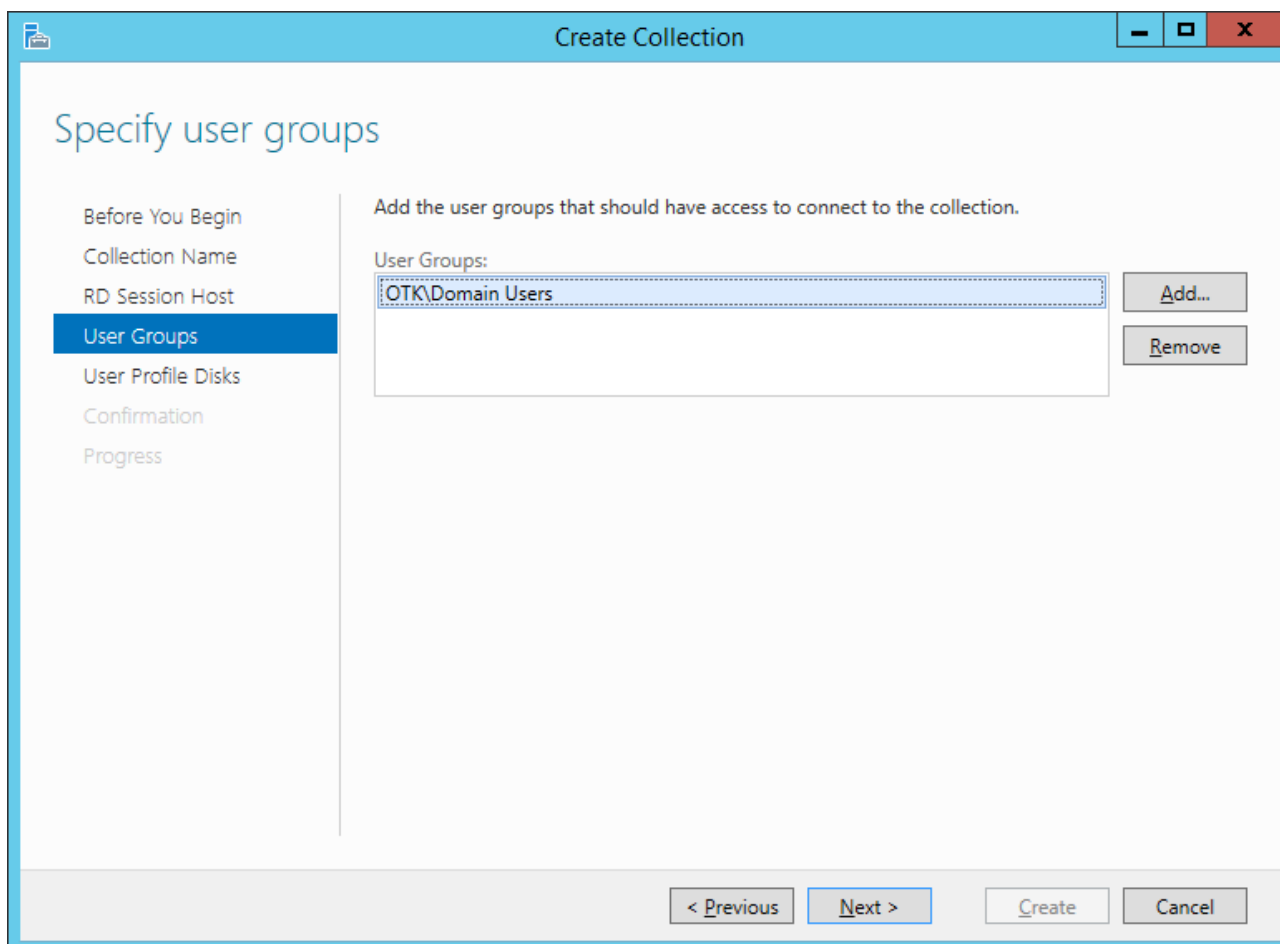 Create Collection
Specify user groups
Before You Begin
Collection Name
RD Session Host
User Groups
User Profile Disks
Confirmation
Progress
Add the user groups that should have access to connect to the collection.
User Groups:
OTK\Domain Users
Add...
Remove
< Previous
Next >
Create
Cancel